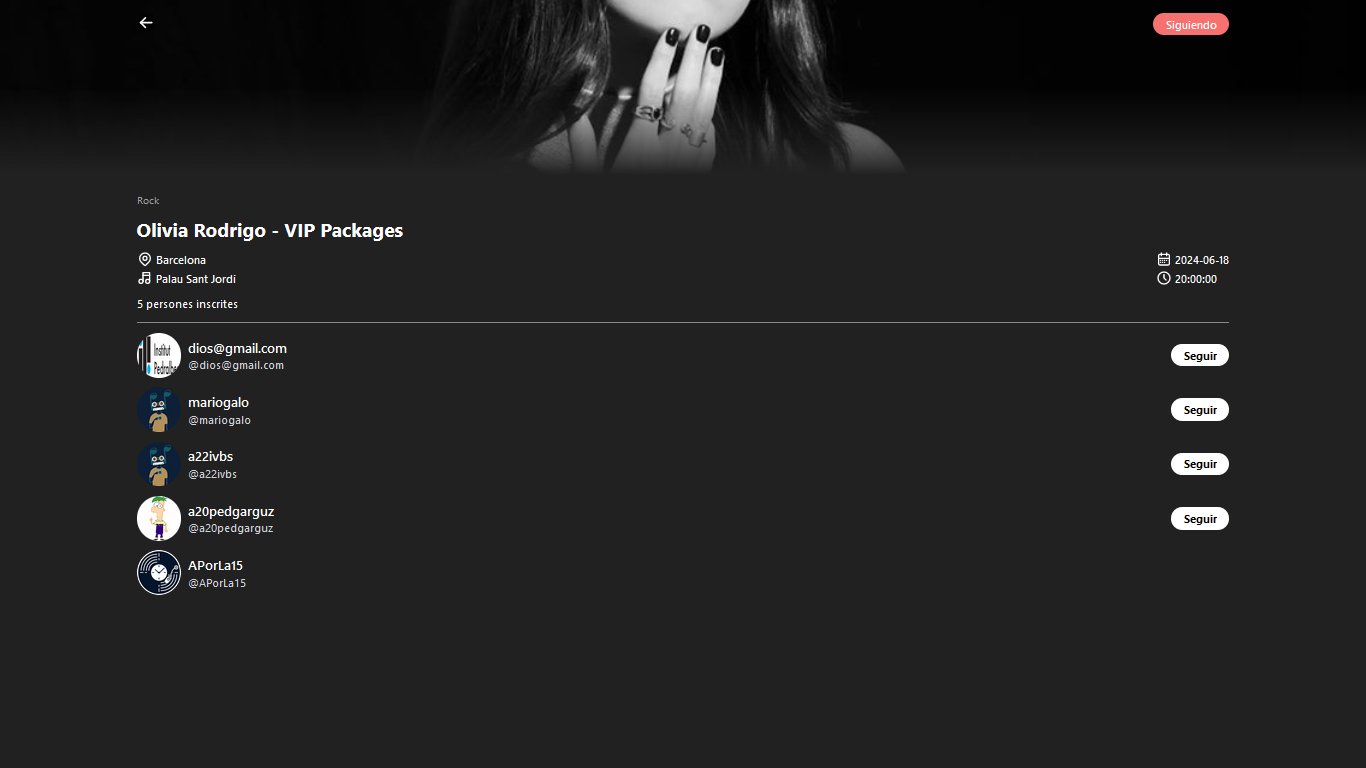 Siguiendo
Rock
Olivia Rodrigo - VIP Packages
Barcelona
2024-06-18
Palau Sant Jordi
20:00:00
5 persones inscrites
Institut
dios@gmail.com
@dios@gmail.com
Seguir
mariogalo
@mariogalo
Seguir
a22ivbs
@a22ivbs
Seguir
a20pedgarguz
@a20pedgarguz
Seguir
APorLa15
@APorLa15